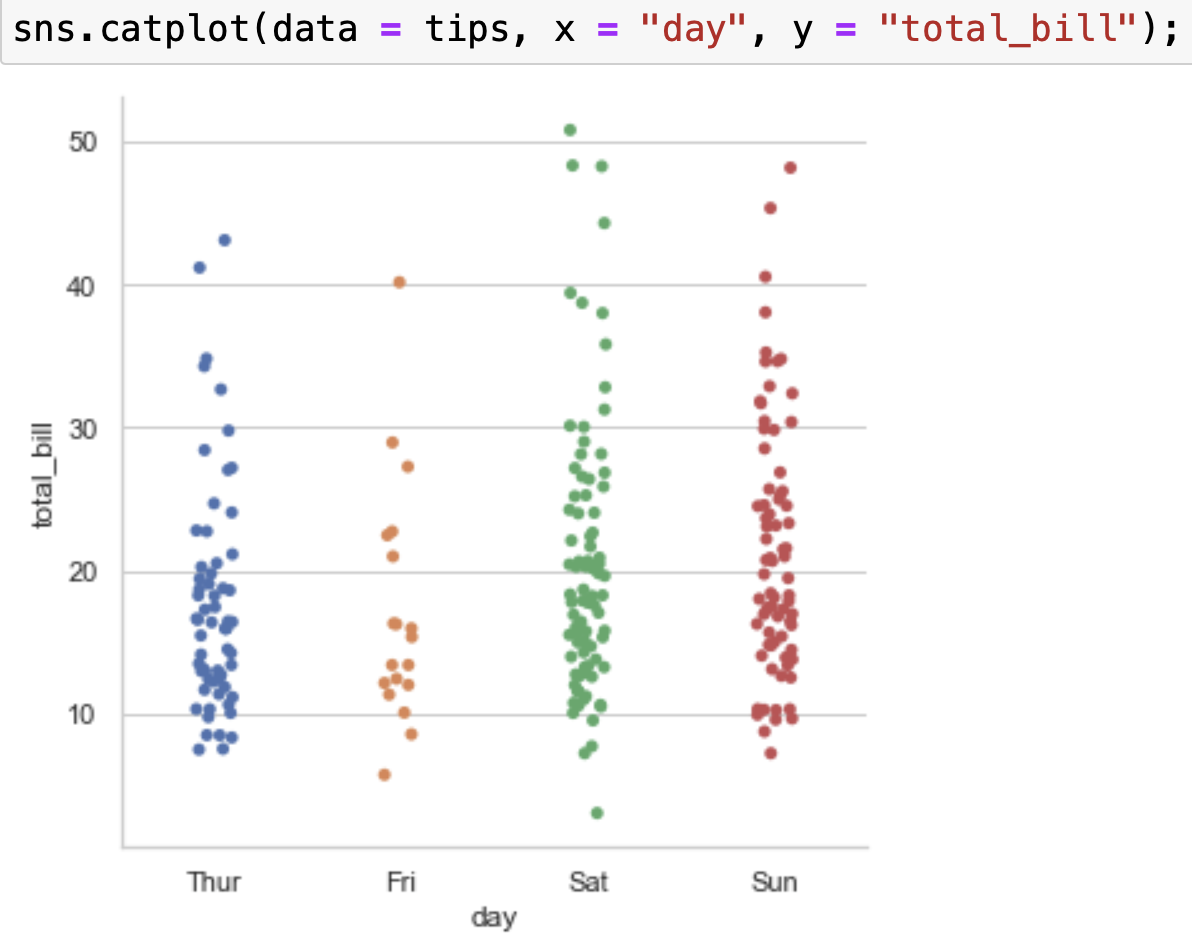 sns.catplot(data = tips, x = "day", y = "total_bill");
50
40
30
20
10
total_bill
Thur Fri Sat Sun
day